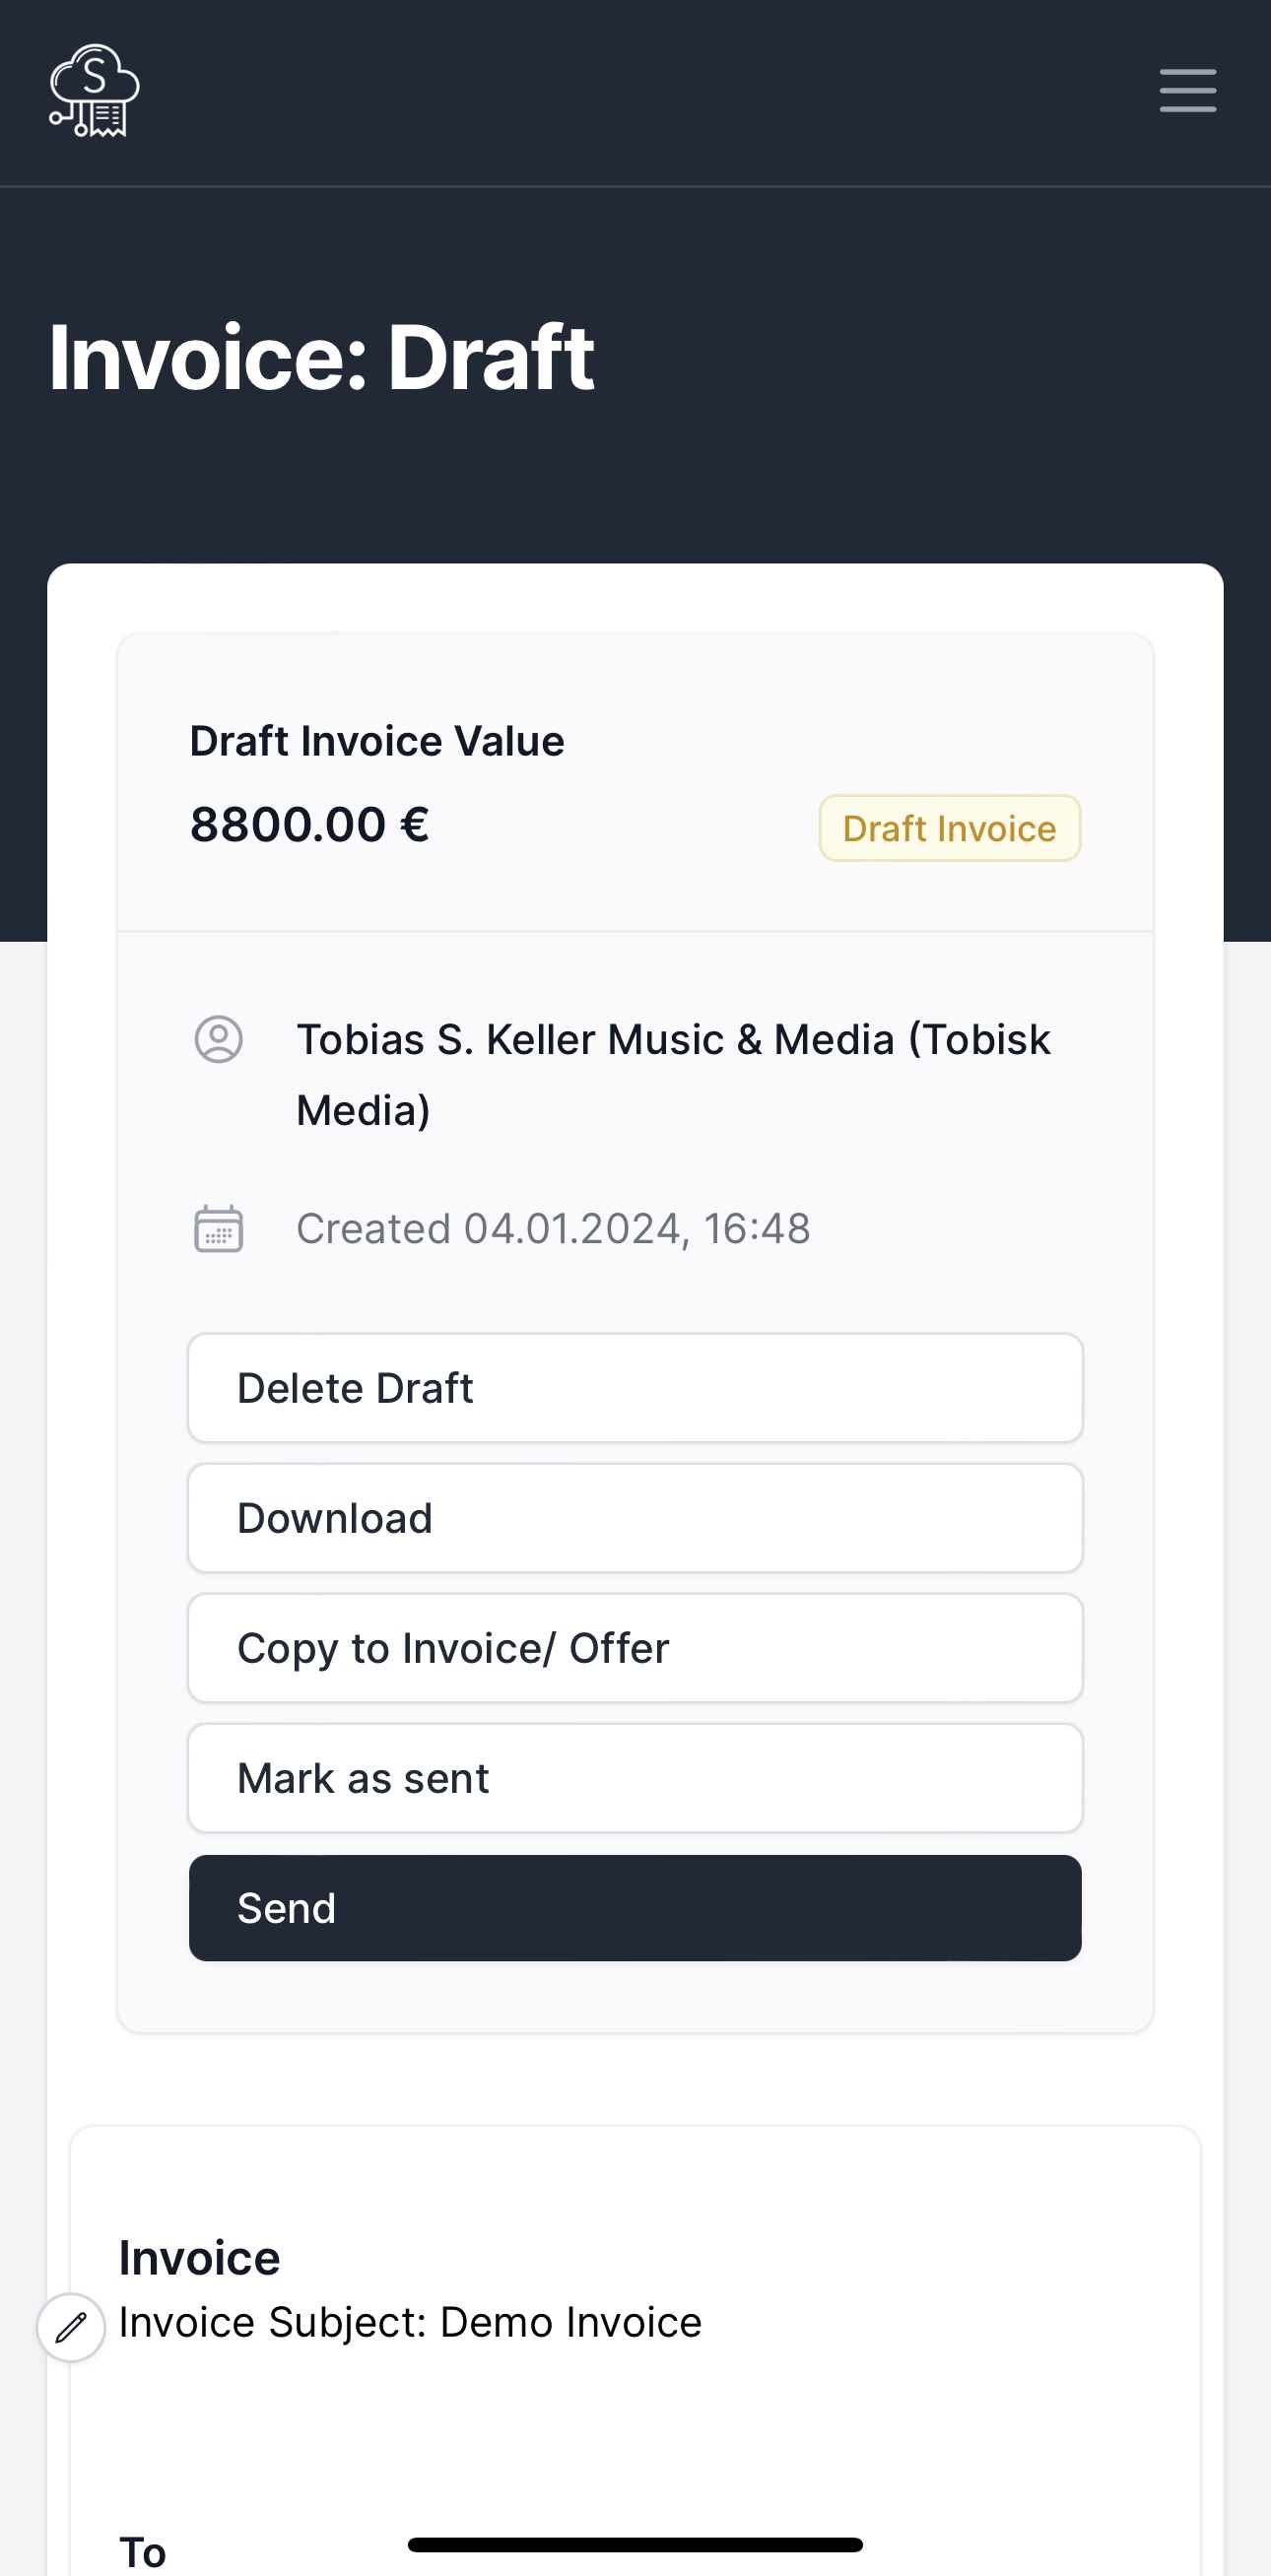 S
Invoice: Draft
Draft Invoice Value
8800.00 €
Draft Invoice
Tobias S. Keller Music & Media (Tobisk
Media)
Created 04.01.2024, 16:48
Delete Draft
Download
Copy to Invoice/ Offer
Mark as sent
Send
Invoice
Invoice Subject: Demo Invoice
To